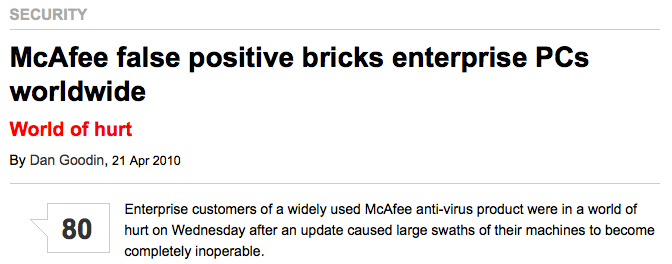 SECURITY
McAfee false positive bricks enterprise PCs
worldwide
World of hurt
By Dan Goodin, 21 Apr 2010
80
Enterprise customers of a widely used McAfee anti-virus product were in a world of
hurt on Wednesday after an update caused large swaths of their machines to become
completely inoperable.